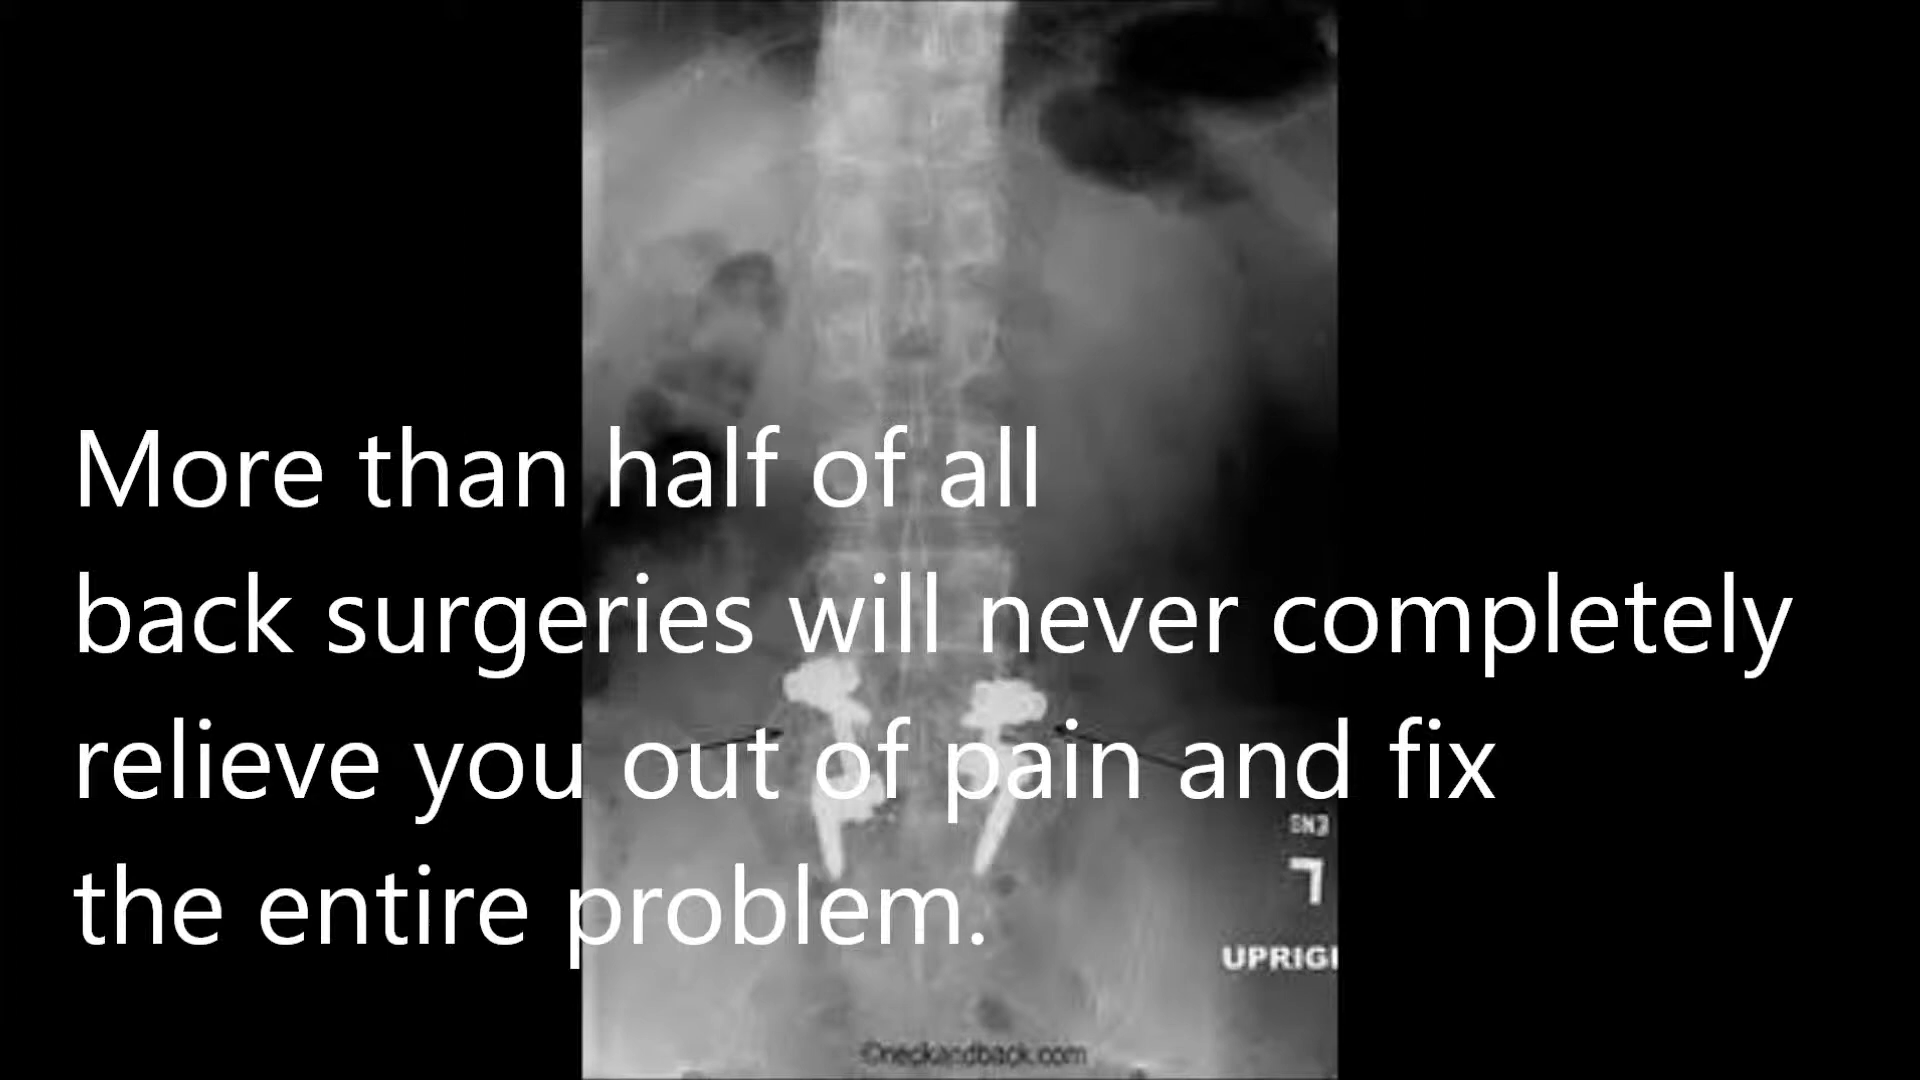 More than half of all
back surgeries will never completely
relieve you out of pain and fix
the entire problem.
UPRIG
©neckandback.com